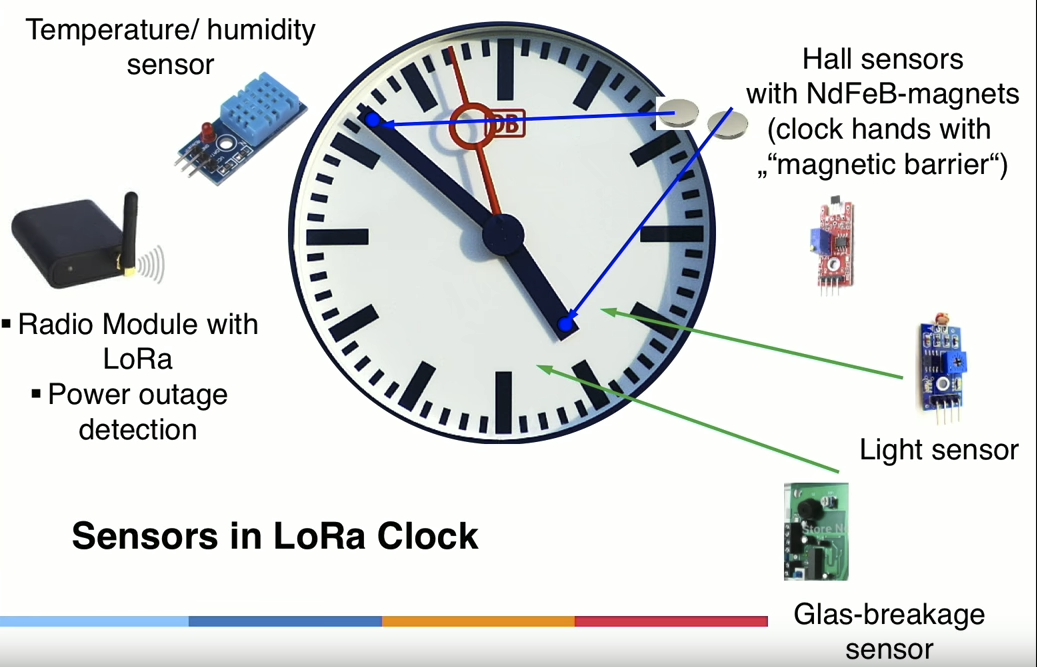 Temperature/ humidity
sensor
DB
Hall sensors
with NdFeB-magnets
(clock hands with
„“magnetic barrier“)
▪ Radio Module with
LoRa
▪ Power outage
detection
Light sensor
Store N
Sensors in LoRa Clock
Glas-breakage
sensor